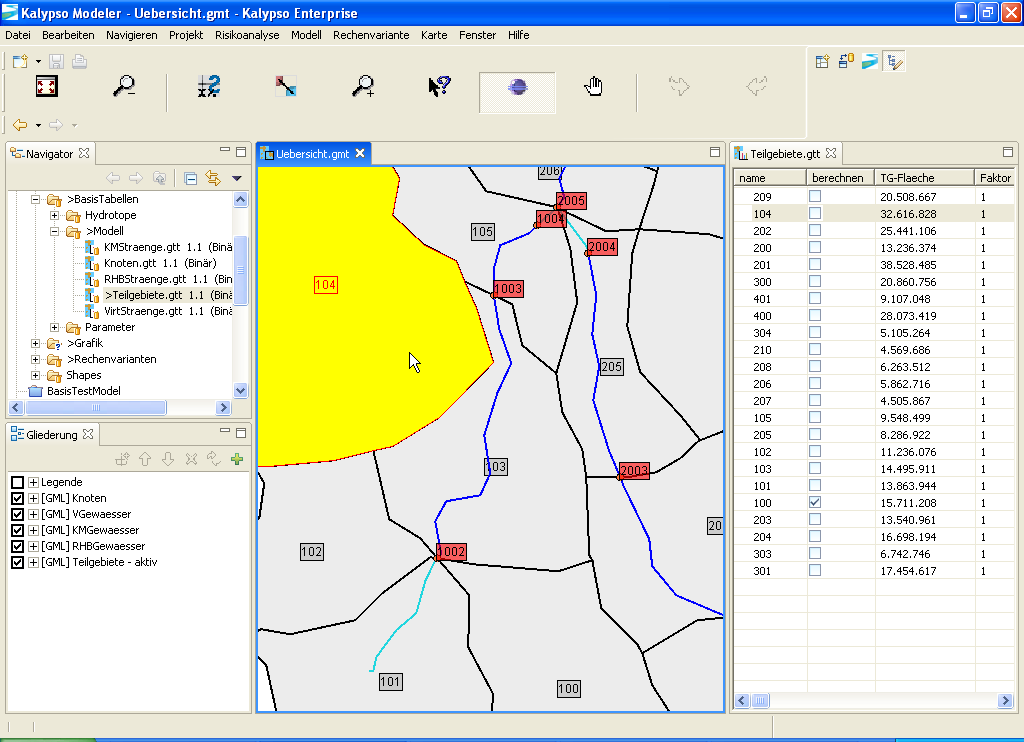 Kalypso Modeler - Uebersicht.gmt - Kalypso Enterprise
Datei Bearbeiten Navigieren Projekt Risikoanalyse Modell Rechenvariante Karte Fenster Hilfe
Navigator
>BasisTabellen
Hydrotope
>Modell
KMStraenge.gtt 1.1 (Binä
Knoten.gtt 1.1 (Binär)
RHBStraenge.gtt 1.1 (Bin
>Teilgebiete.gtt 1.1 (Binä
VirtStraenge.gtt 1.1 (Bin
Parameter
>Grafik
>Rechenvarianten
Shapes
BasisTestModel
Gliederung
Legende
[GML] Knoten
[GML] VGewaesser
[GML] KMGewaesser
[GML] RHBGewaesser
[GML] Teilgebiete - aktiv
Uebersicht.gmt
206
2005
1004
105
2004
104
1003
205
103
2003
20
102
1002
101
100
Teilgebiete.gtt
name berechnen TG-Flaeche Faktor
209 20.508.667 1
104 32.616.828 1
202 25.441.106 1
200 13.236.374 1
201 38.528.485 1
300 20.860.756 1
401 9.107.048 1
400 28.073.419 1
304 5.105.264 1
210 4.569.686 1
208 6.263.512 1
206 5.862.716 1
207 4.505.867 1
105 9.548.499 1
205 8.286.922 1
102 11.236.076 1
103 14.495.911 1
101 13.863.944 1
100 15.711.208 1
203 13.540.961 1
204 16.698.194 1
303 6.742.746 1
301 17.454.617 1